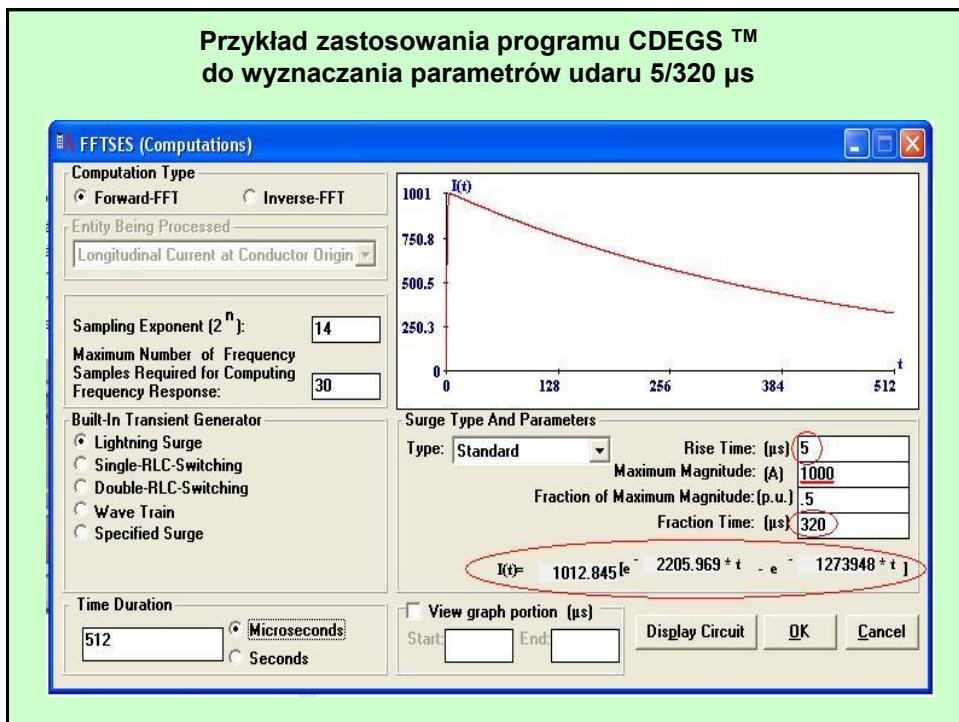 Przykład zastosowania programu CDEGS TM
do wyznaczania parametrów udaru 5/320 µs
FFTSES (Computations)
Computation Type
Forward-FFT Inverse-FFT
Entity Being Processed
Longitudinal Current at Conductor Origin
Sampling Exponent (2 n ): 14
Maximum Number of Frequency
Samples Required for Computing
Frequency Response: 30
I(t)
1001
750.8
500.5
250.3
0
t
0 128 256 384 512
Built-In Transient Generator
Lightning Surge
Single-RLC-Switching
Double-RLC-Switching
Wave Train
Specified Surge
Surge Type And Parameters
Type: Standard
Rise Time: (µs) 5
Maximum Magnitude: (A) 1000
Fraction of Maximum Magnitude: (p.u.) .5
Fraction Time: (µs) 320
I(t)= 1012.845 [e - 2205.969 * t - e - 1273948 * t ]
Time Duration
512
Microseconds
Seconds
View graph portion (µs)
Start: End:
Display Circuit OK Cancel